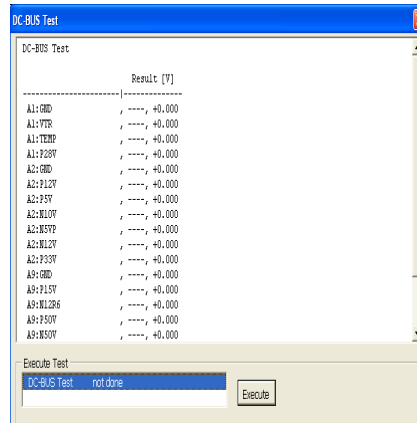 DC-BUS Test
DC-BUS Test
Result [V]
------------------------|--------------
A1:GND , ----, +0.000
A1:VTR , ----, +0.000
A1:TEMP , ----, +0.000
A1:P28V , ----, +0.000
A2:GND , ----, +0.000
A2:P12V , ----, +0.000
A2:P5V , ----, +0.000
A2:N10V , ----, +0.000
A2:N5VP , ----, +0.000
A2:N12V , ----, +0.000
A2:P33V , ----, +0.000
A9:GND , ----, +0.000
A9:P15V , ----, +0.000
A9:N12R6 , ----, +0.000
A9:P50V , ----, +0.000
A9:N50V , ----, +0.000
Execute Test
DC-BUS Test not done
Execute